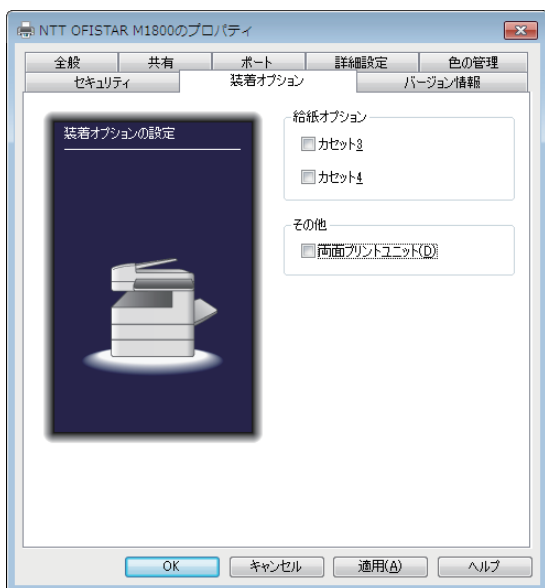 NTT OFISTAR M1800のプロパティ
全般
共有
ポート
詳細設定
色の管理
セキュリティ
装着オプション
バージョン情報
装着オプションの設定
給紙オプション
カセット3
カセット4
その他
両面プリントユニット(D)
OK
キャンセル
適用(A)
ヘルプ